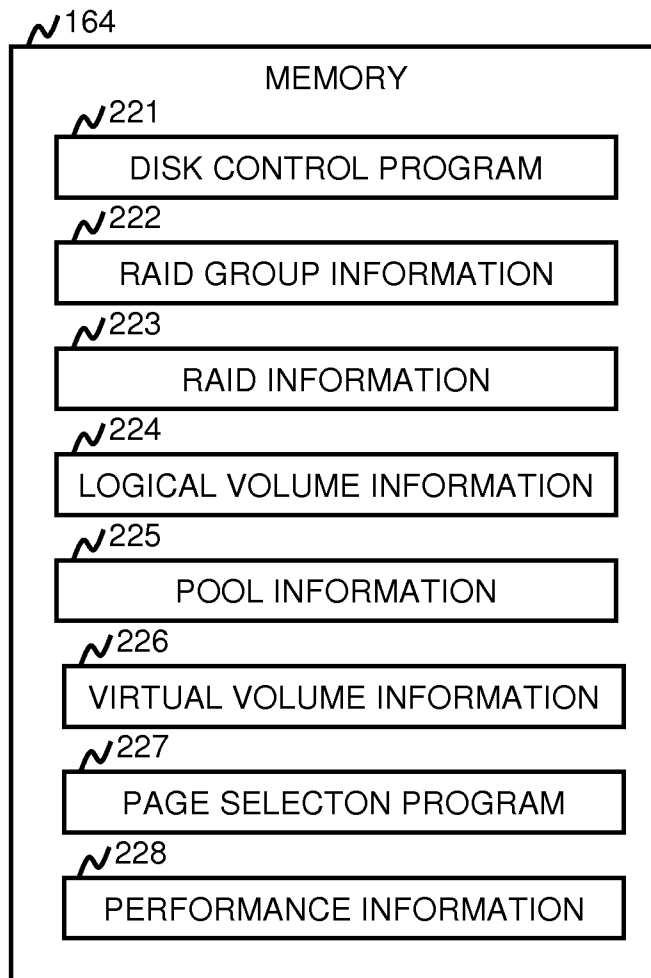 164
MEMORY
221
DISK CONTROL PROGRAM
222
RAID GROUP INFORMATION
223
RAID INFORMATION
224
LOGICAL VOLUME INFORMATION
225
POOL INFORMATION
226
VIRTUAL VOLUME INFORMATION
227
PAGE SELECTON PROGRAM
228
PERFORMANCE INFORMATION